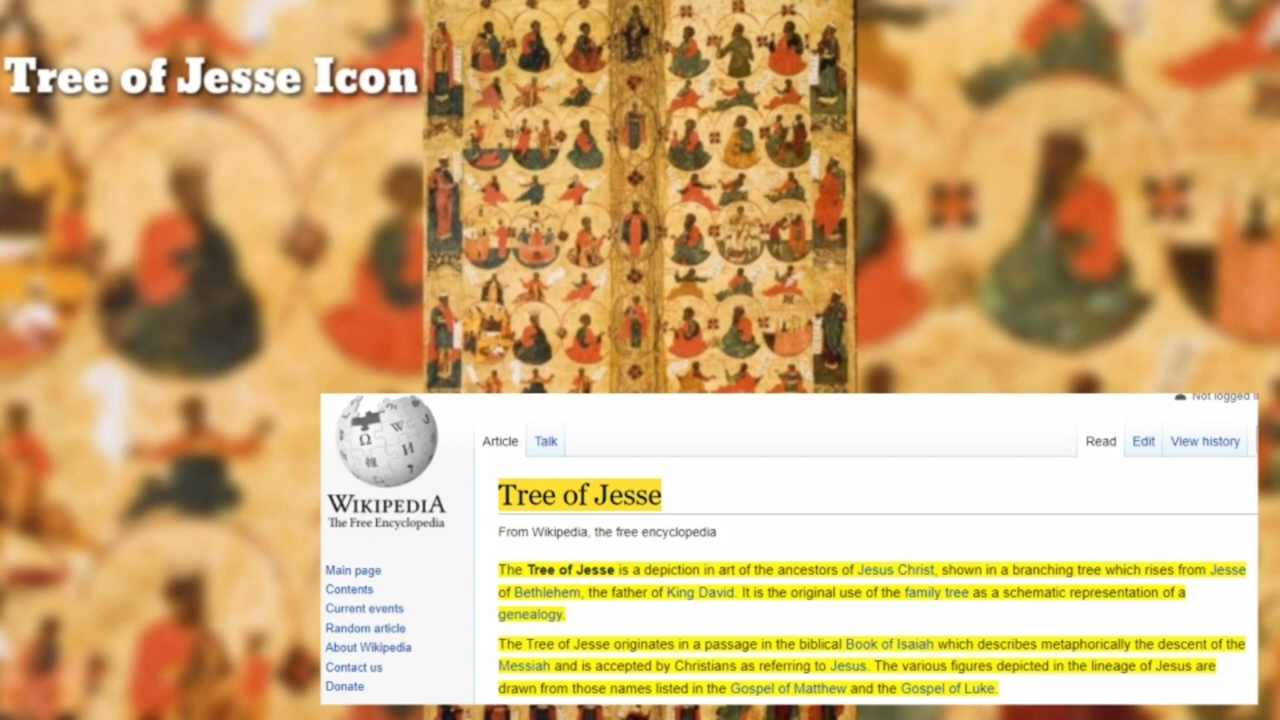 Tree of Jesse Icon
Not logged i
Article
Talk
Read
Edit
View history
WIKIPEDIA
The Free Encyclopedia
Tree of Jesse
From Wikipedia, the free encyclopedia
Main page
Contents
Current events
Random article
About Wikipedia
Contact us
Donate
The Tree of Jesse is a depiction in art of the ancestors of Jesus Christ, shown in a branching tree which rises from Jesse
of Bethlehem, the father of King David. It is the original use of the family tree as a schematic representation of a
genealogy.
The Tree of Jesse originates in a passage in the biblical Book of Isaiah which describes metaphorically the descent of the
Messiah and is accepted by Christians as referring to Jesus. The various figures depicted in the lineage of Jesus are
drawn from those names listed in the Gospel of Matthew and the Gospel of Luke.